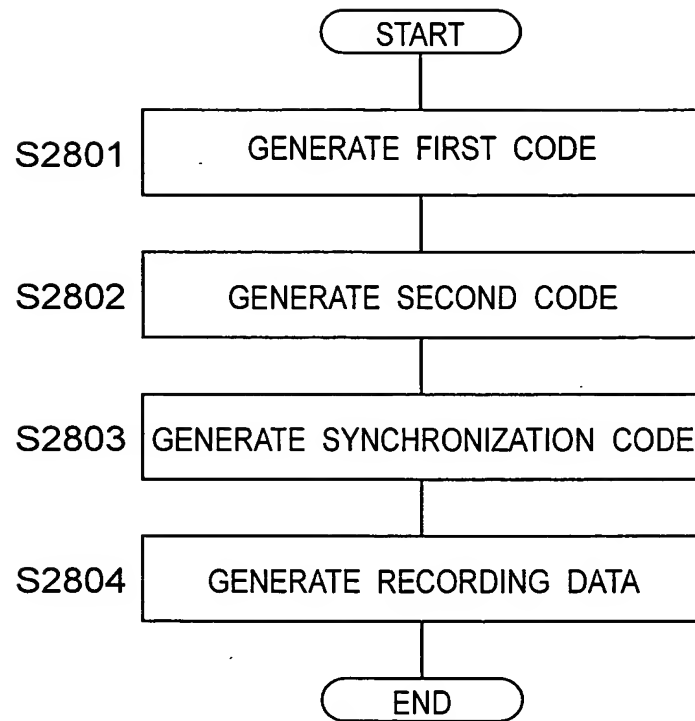 START
S2801 GENERATE FIRST CODE
S2802 GENERATE SECOND CODE
S2803 GENERATE SYNCHRONIZATION CODE
S2804 GENERATE RECORDING DATA
END